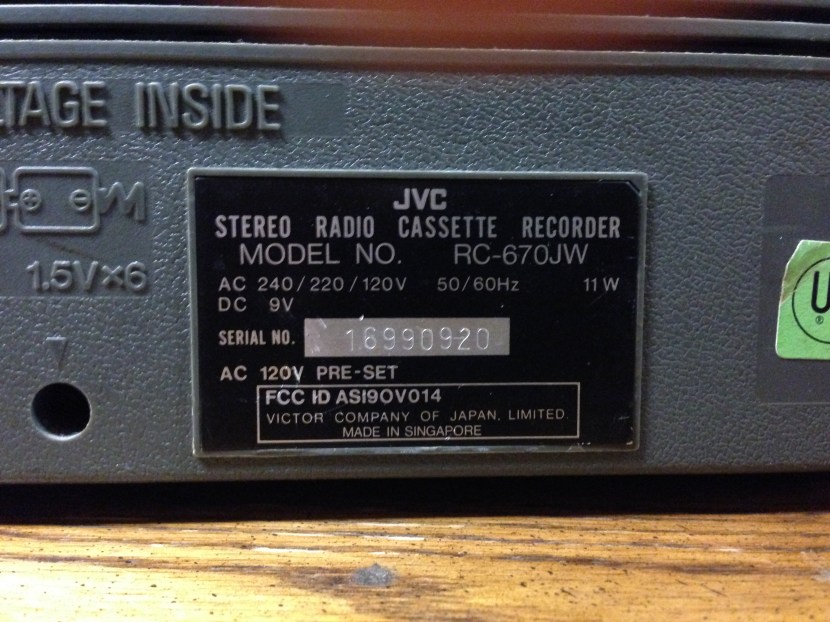 TAGE INSIDE
1.5V×6
JVC
STEREO RADIO CASSETTE RECORDER
MODEL NO. RC-670JW
AC 240/220/120V 50/60Hz 11W
DC 9V
SERIAL NO. 16990920
AC 120V PRE-SET
FCC ID ASI9OV014
VICTOR COMPANY OF JAPAN, LIMITED.
MADE IN SINGAPORE
U
®